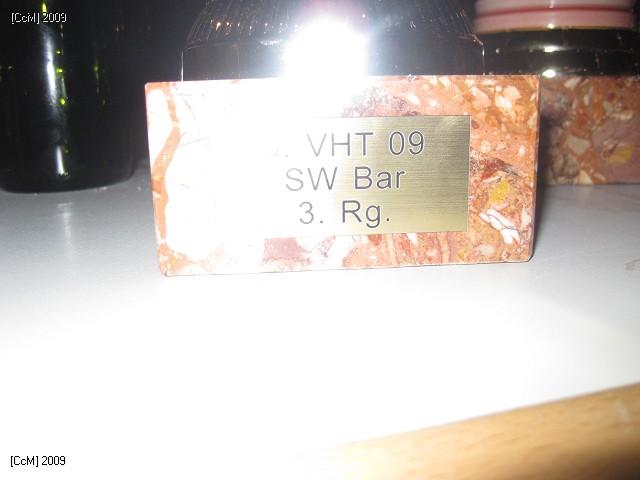 [CcM] 2009
VHT 09
SW Bar
3. Rg.
[CcM] 2009